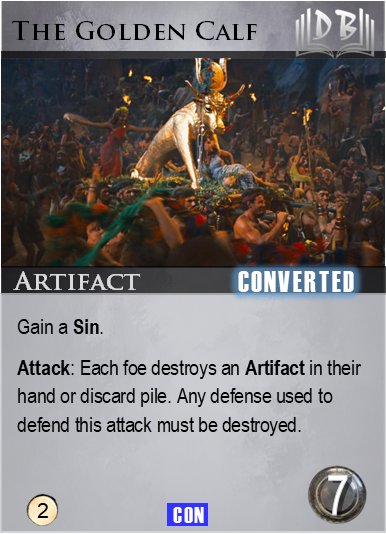 The Golden Calf
DB
Artifact
CONVERTED
Gain a Sin.
Attack: Each foe destroys an Artifact in their
hand or discard pile. Any defense used to
defend this attack must be destroyed.
2
CON
7